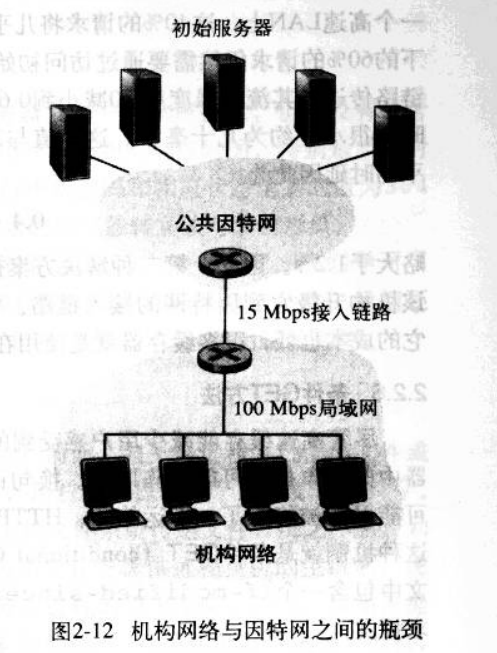 初始服务器
公共因特网
15 Mbps接入链路
100 Mbps局域网
机构网络
图2-12 机构网络与因特网之间的瓶颈